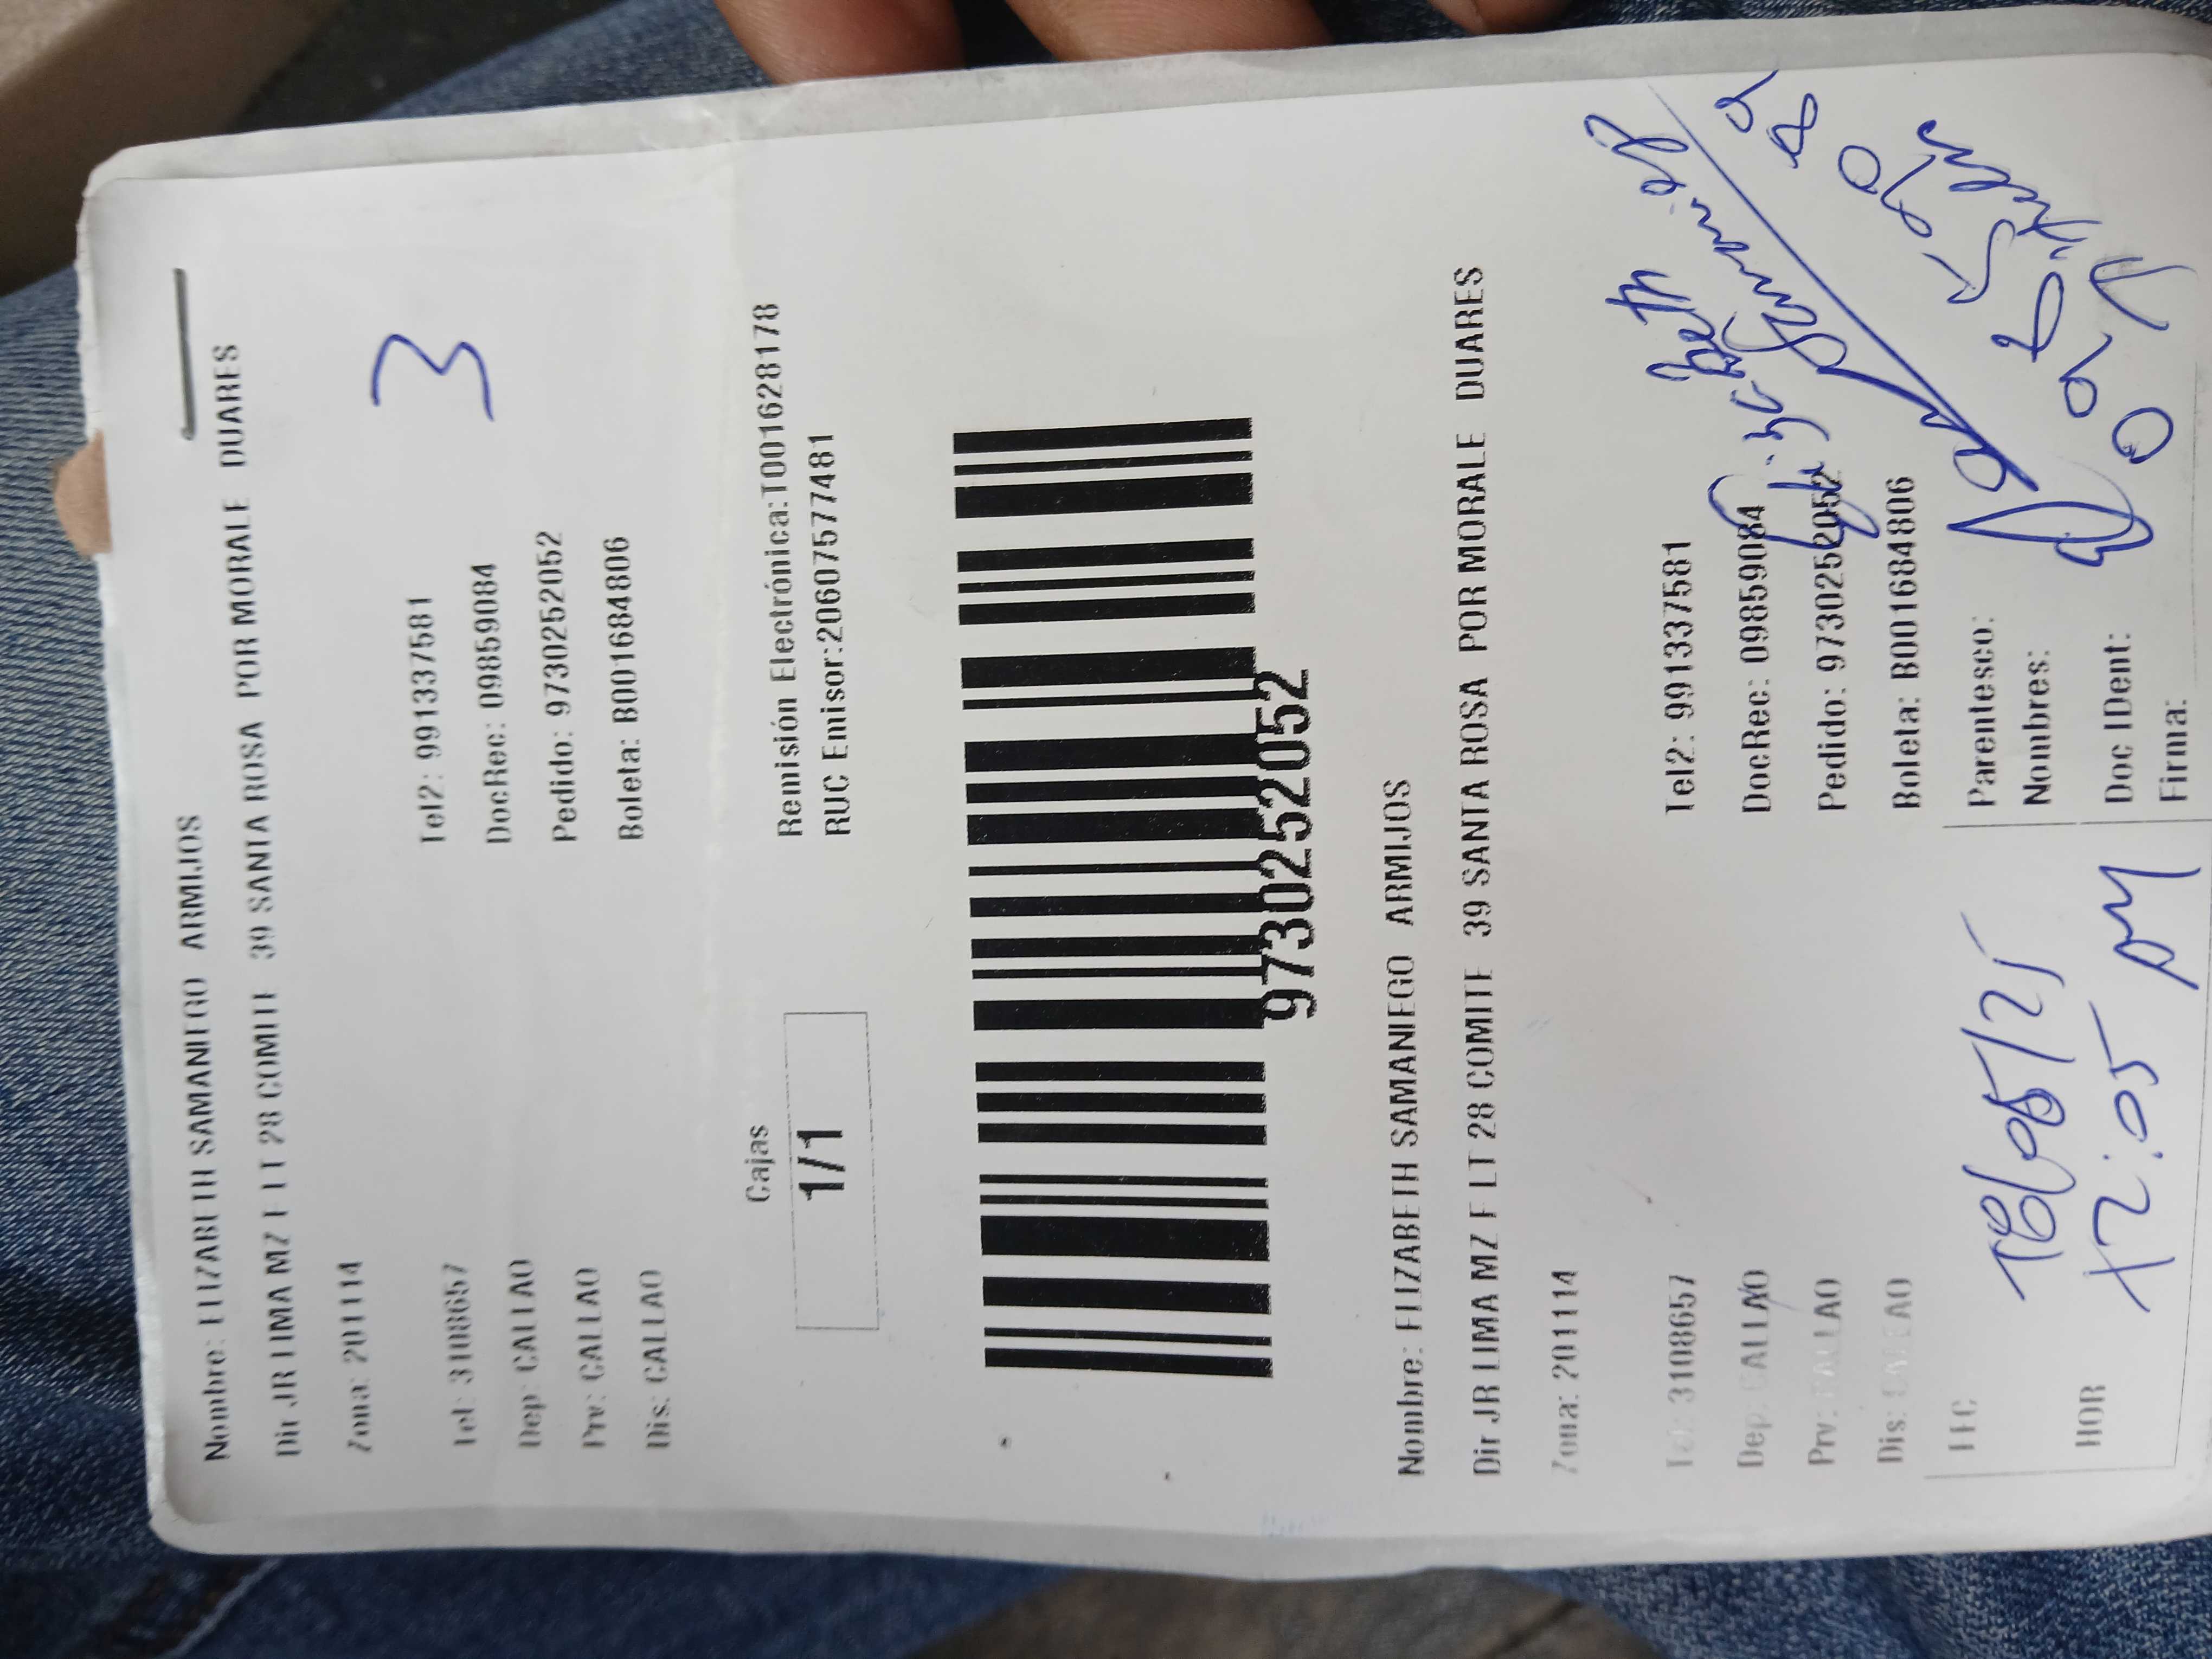 Nombre: ELIZABETH SAMANIEGO ARMIJOS
Dir JR LIMA MZ F LT 28 COMITE 39 SANTA ROSA POR MORALE DUARES
Zona: 201114
3
Tel: 3108657 Tel2: 991337581
Dep: CALLAO DocRec: 09859084
Prv: CALLAO Pedido: 9730252052
Dis: CALLAO Boleta: B001684806
Cajas Remisión Electrónica:T001628178
1/1 RUC Emisor:20607577481
9730252052
Nombre: ELIZABETH SAMANIEGO ARMIJOS
Dir JR LIMA MZ F LT 28 COMITE 39 SANTA ROSA POR MORALE DUARES
Zona: 201114
Tel: 3108657 Tel2: 991337581
Dep: CALLAO DocRec: 09859084
Prv: CALLAO Pedido: 9730252052
Dis: CALLAO Boleta: B001684806
FEC Parentesco:
Nombres:
HOR 12:05 PM Doc IDent:
Firma: